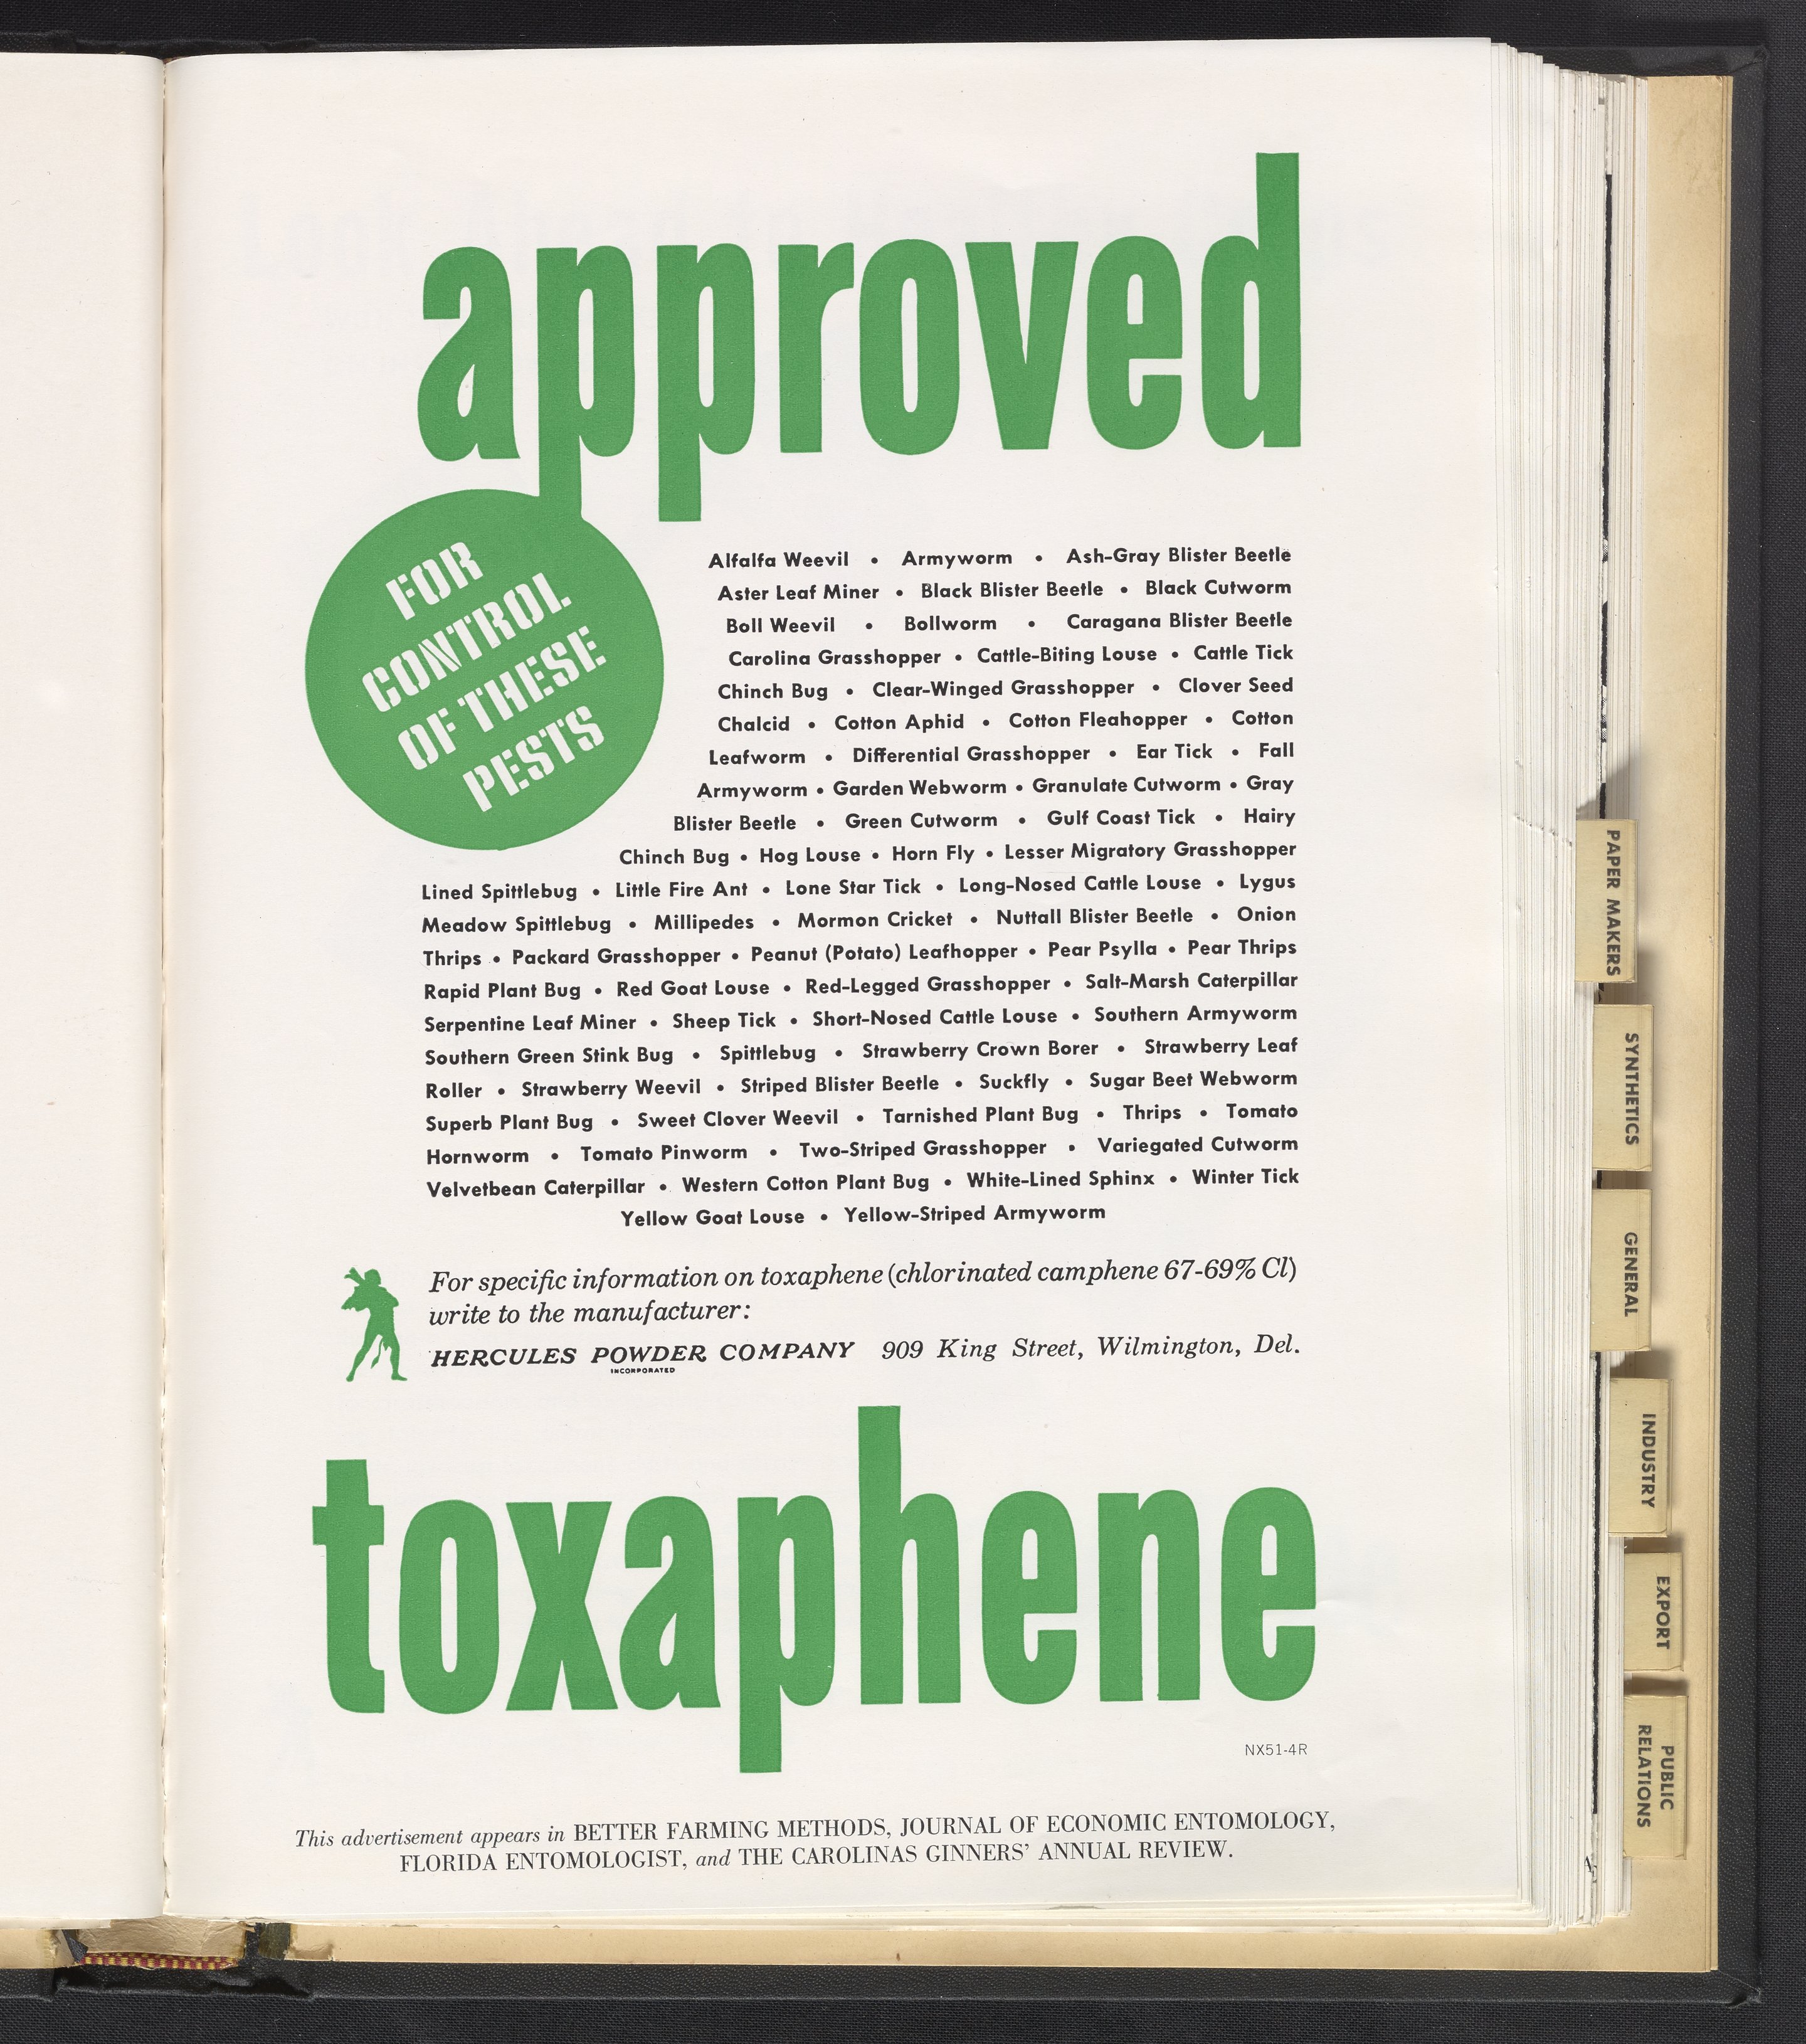 approved
FOR
CONTROL
OF THESE
PESTS
Alfalfa Weevil • Armyworm • Ash-Gray Blister Beetle
Aster Leaf Miner • Black Blister Beetle • Black Cutworm
Boll Weevil • Bollworm • Caragana Blister Beetle
Carolina Grasshopper • Cattle-Biting Louse • Cattle Tick
Chinch Bug • Clear-Winged Grasshopper • Clover Seed
Chalcid • Cotton Aphid • Cotton Fleahopper • Cotton
Leafworm • Differential Grasshopper • Ear Tick • Fall
Armyworm • Garden Webworm • Granulate Cutworm • Gray
Blister Beetle • Green Cutworm • Gulf Coast Tick • Hairy
Chinch Bug • Hog Louse • Horn Fly • Lesser Migratory Grasshopper
Lined Spittlebug • Little Fire Ant • Lone Star Tick • Long-Nosed Cattle Louse • Lygus
Meadow Spittlebug • Millipedes • Mormon Cricket • Nuttall Blister Beetle • Onion
Thrips • Packard Grasshopper • Peanut (Potato) Leafhopper • Pear Psylla • Pear Thrips
Rapid Plant Bug • Red Goat Louse • Red-Legged Grasshopper • Salt-Marsh Caterpillar
Serpentine Leaf Miner • Sheep Tick • Short-Nosed Cattle Louse • Southern Armyworm
Southern Green Stink Bug • Spittlebug • Strawberry Crown Borer • Strawberry Leaf
Roller • Strawberry Weevil • Striped Blister Beetle • Suckfly • Sugar Beet Webworm
Superb Plant Bug • Sweet Clover Weevil • Tarnished Plant Bug • Thrips • Tomato
Hornworm • Tomato Pinworm • Two-Striped Grasshopper • Variegated Cutworm
Velvetbean Caterpillar • Western Cotton Plant Bug • White-Lined Sphinx • Winter Tick
Yellow Goat Louse • Yellow-Striped Armyworm
For specific information on toxaphene (chlorinated camphene 67-69% Cl)
write to the manufacturer:
HERCULES POWDER COMPANY 909 King Street, Wilmington, Del.
INCORPORATED
toxaphene
NX51-4R
This advertisement appears in BETTER FARMING METHODS, JOURNAL OF ECONOMIC ENTOMOLOGY,
FLORIDA ENTOMOLOGIST, and THE CAROLINAS GINNERS' ANNUAL REVIEW.
PAPER MAKERS
SYNTHETICS
GENERAL
INDUSTRY
EXPORT
PUBLIC
RELATIONS